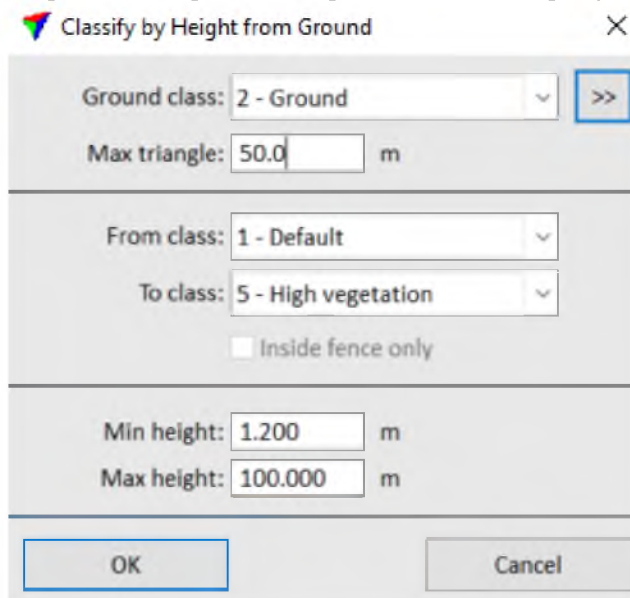 Classify by Height from Ground
Ground class: 2 - Ground >>
Max triangle: 50.0 m
From class: 1 - Default
To class: 5 - High vegetation
Inside fence only
Min height: 1.200 m
Max height: 100.000 m
OK Cancel